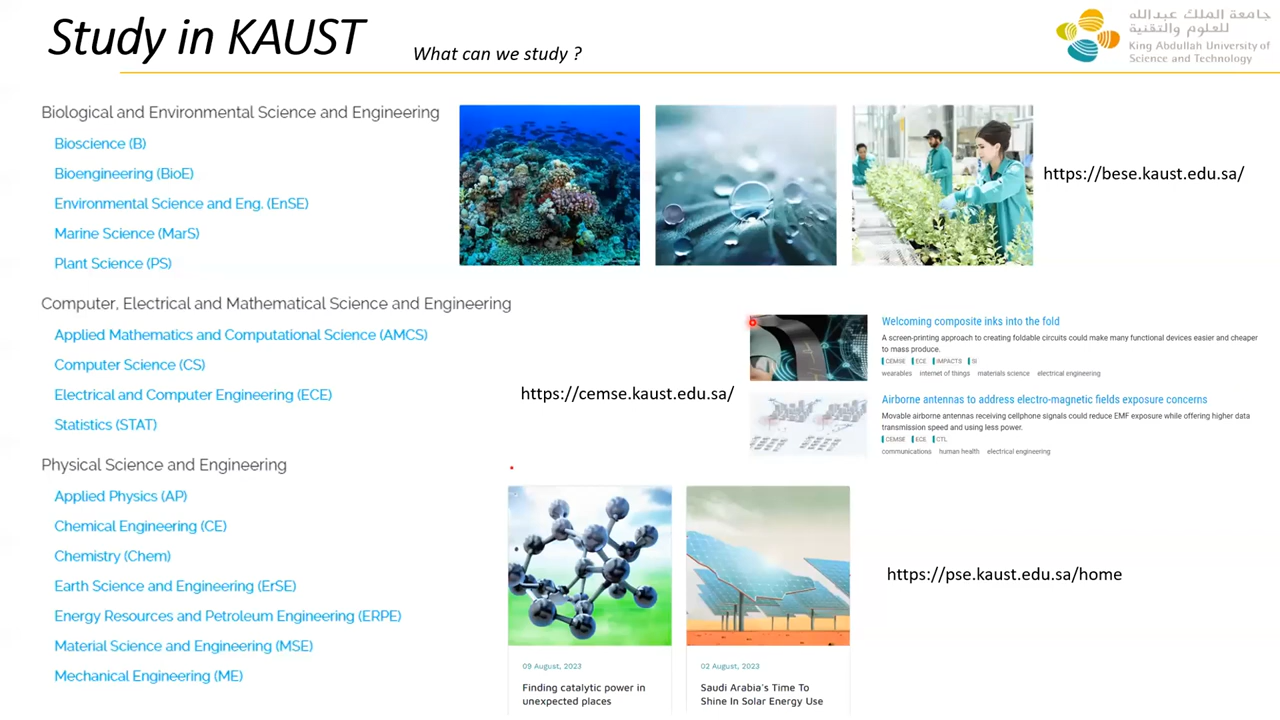 Study in KAUST
What can we study ?
جامعة الملك عبدالله
للعلوم والتقنية
King Abdullah University of
Science and Technology
Biological and Environmental Science and Engineering
Bioscience (B)
Bioengineering (BioE)
Environmental Science and Eng. (EnSE)
Marine Science (MarS)
Plant Science (PS)
https://bese.kaust.edu.sa/
Computer, Electrical and Mathematical Science and Engineering
Applied Mathematics and Computational Science (AMCS)
Computer Science (CS)
Electrical and Computer Engineering (ECE)
Statistics (STAT)
https://cemse.kaust.edu.sa/
Welcoming composite inks into the fold
A screen-printing approach to creating foldable circuits could make many functional devices easier and cheaper
to mass produce.
CEMSE ECE IMPACTS SI
wearables internet of things materials science electrical engineering
Airborne antennas to address electro-magnetic fields exposure concerns
Movable airborne antennas receiving cellphone signals could reduce EMF exposure while offering higher data
transmission speed and using less power.
CEMSE ECE CTL
communications human health electrical engineering
Physical Science and Engineering
Applied Physics (AP)
Chemical Engineering (CE)
Chemistry (Chem)
Earth Science and Engineering (ErSE)
Energy Resources and Petroleum Engineering (ERPE)
Material Science and Engineering (MSE)
Mechanical Engineering (ME)
09 August, 2023
Finding catalytic power in
unexpected places
02 August, 2023
Saudi Arabia's Time To
Shine In Solar Energy Use
https://pse.kaust.edu.sa/home